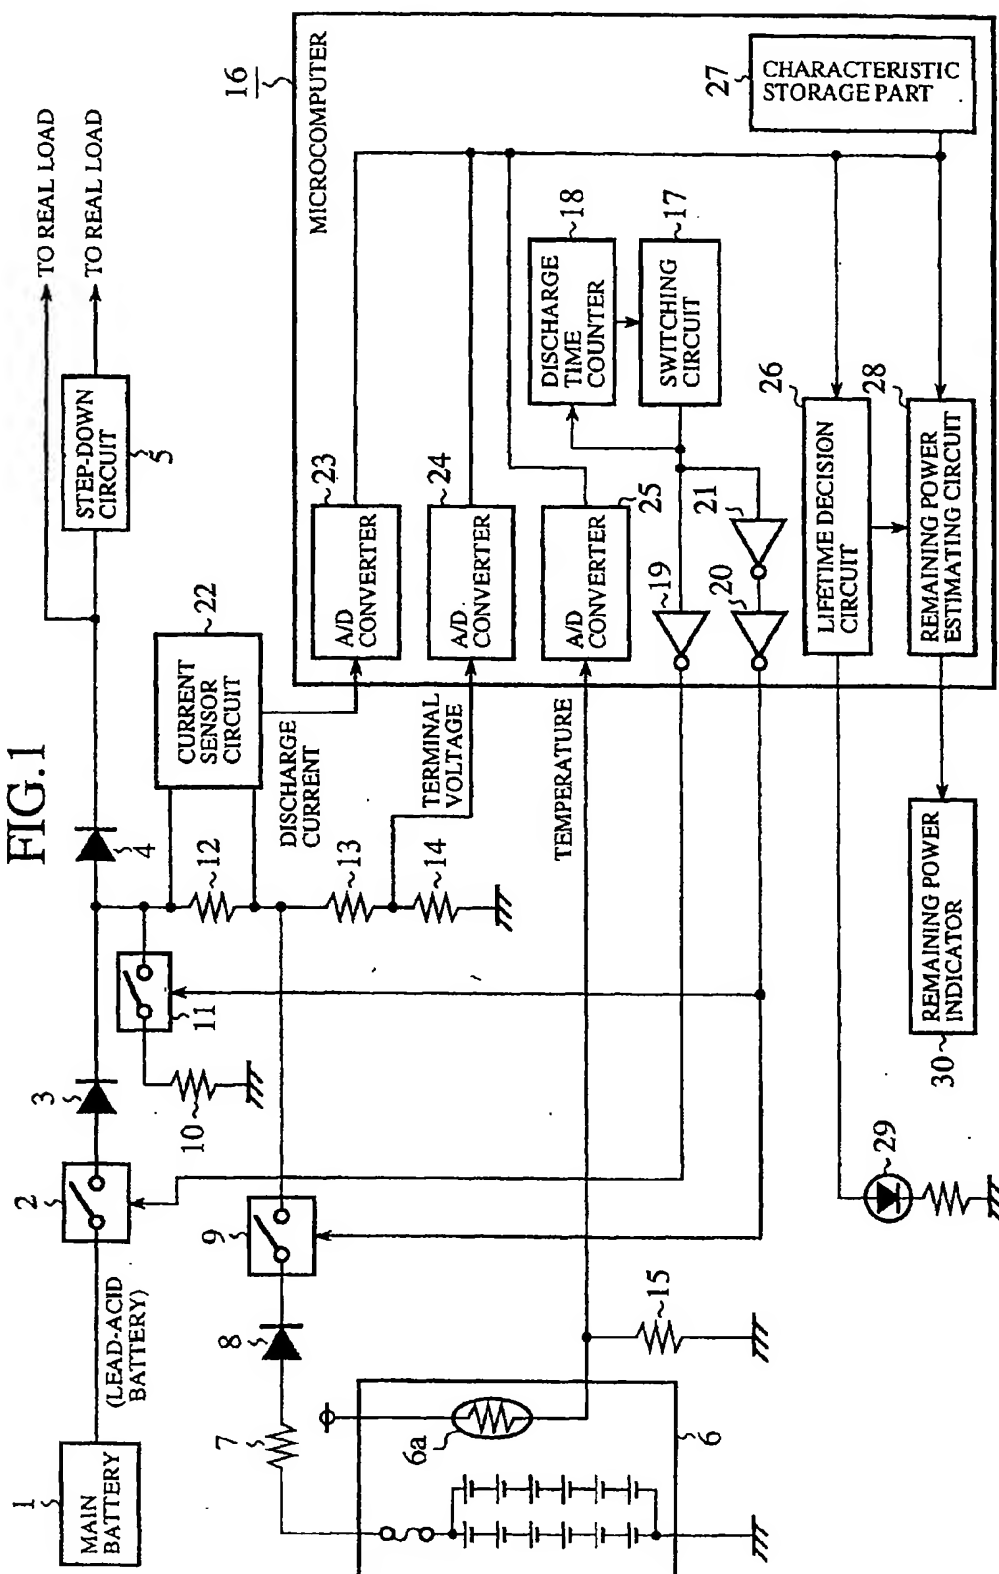 FIG.1
1
MAIN
BATTERY
(LEAD-ACID
BATTERY)
2
3
4
STEP-DOWN
CIRCUIT
5
TO REAL LOAD
TO REAL LOAD
10
11
12
CURRENT
SENSOR
CIRCUIT
22
DISCHARGE
CURRENT
13
14
TERMINAL
VOLTAGE
7
8
9
6a
6
15
TEMPERATURE
16
MICROCOMPUTER
A/D
CONVERTER
23
A/D.
CONVERTER
24
A/D
CONVERTER
25
DISCHARGE
TIME
COUNTER
18
SWITCHING
CIRCUIT
17
19
20
21
LIFETIME DECISION
CIRCUIT
26
REMAINING POWER
ESTIMATING CIRCUIT
28
27
CHARACTERISTIC
STORAGE PART
29
REMAINING POWER
INDICATOR
30